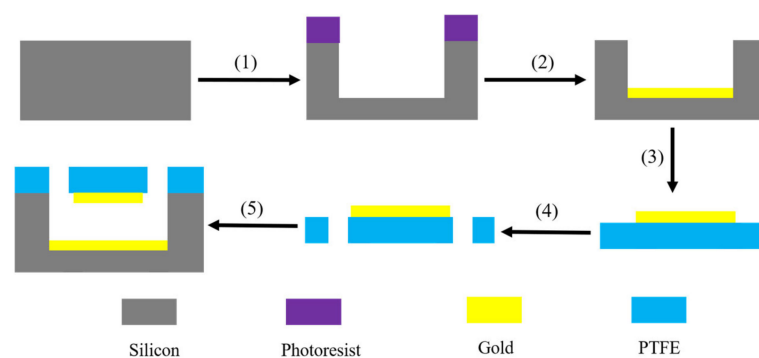 (1)
(2)
(3)
(4)
(5)
Silicon
Photoresist
Gold
PTFE